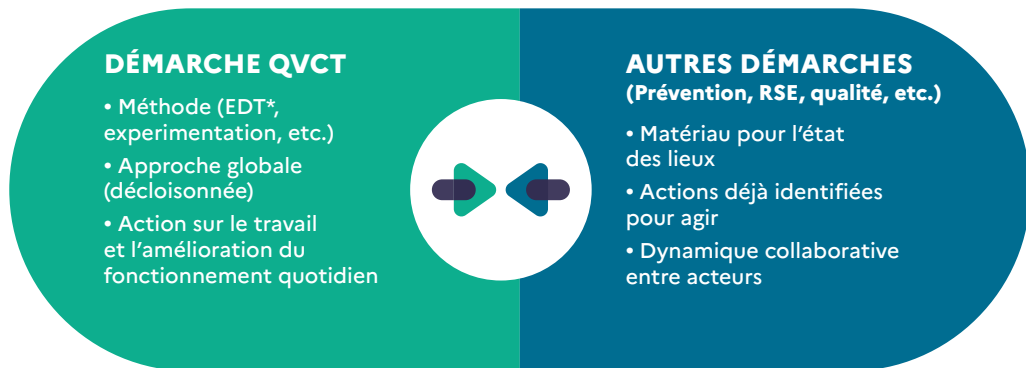 DÉMARCHE QVCT
• Méthode (EDT*,
experimentation, etc.)
• Approche globale
(décloisonnée)
• Action sur le travail
et l'amélioration du
fonctionnement quotidien
AUTRES DÉMARCHES
(Prévention, RSE, qualité, etc.)
• Matériau pour l'état
des lieux
• Actions déjà identifiées
pour agir
• Dynamique collaborative
entre acteurs